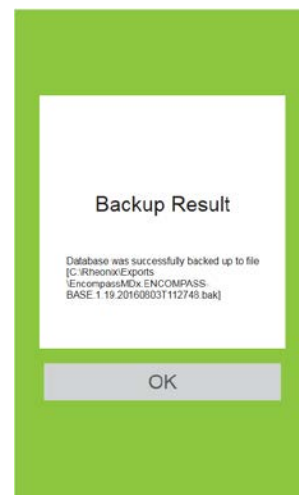 Backup Result
Database was successfully backed up to file
[C:\Rheonix\Exports
\EncompassMDx.ENCOMPASS-
BASE.1.19.20160803T112748.bak]
OK